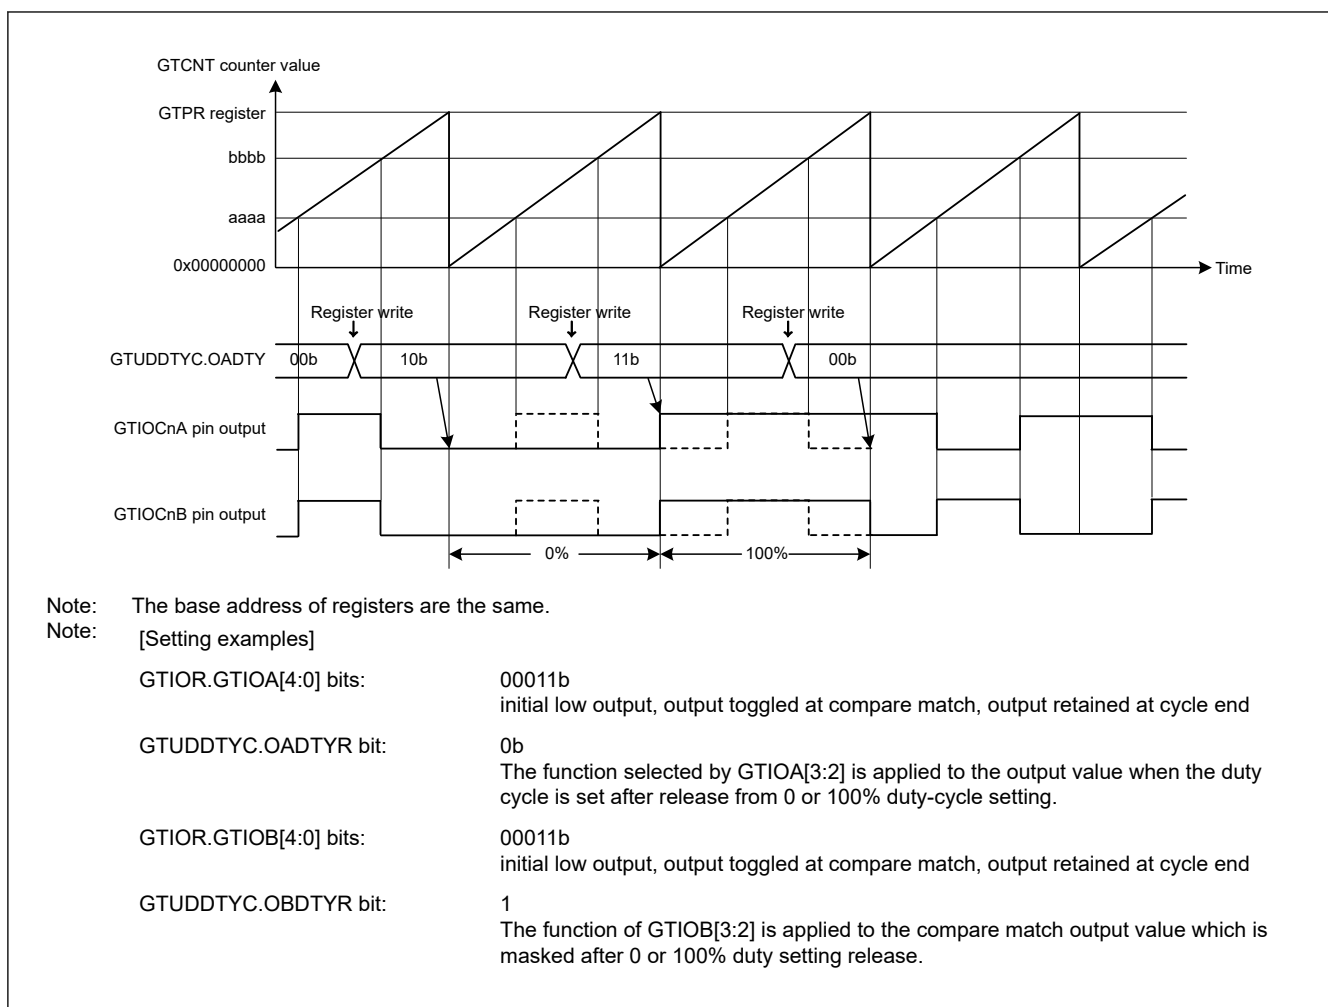 GTCNT counter value
GTPR register
bbbb
aaaa
0x00000000
Time
Register write Register write Register write
GTUDDTYC.OADTY 00b 10b 11b 00b
GTIOCnA pin output
GTIOCnB pin output
0% 100%
Note: The base address of registers are the same.
Note: [Setting examples]
GTIOR.GTIOA[4:0] bits: 00011b
initial low output, output toggled at compare match, output retained at cycle end
GTUDDTYC.OADTYR bit: 0b
The function selected by GTIOA[3:2] is applied to the output value when the duty
cycle is set after release from 0 or 100% duty-cycle setting.
GTIOR.GTIOB[4:0] bits: 00011b
initial low output, output toggled at compare match, output retained at cycle end
GTUDDTYC.OBDTYR bit: 1
The function of GTIOB[3:2] is applied to the compare match output value which is
masked after 0 or 100% duty setting release.